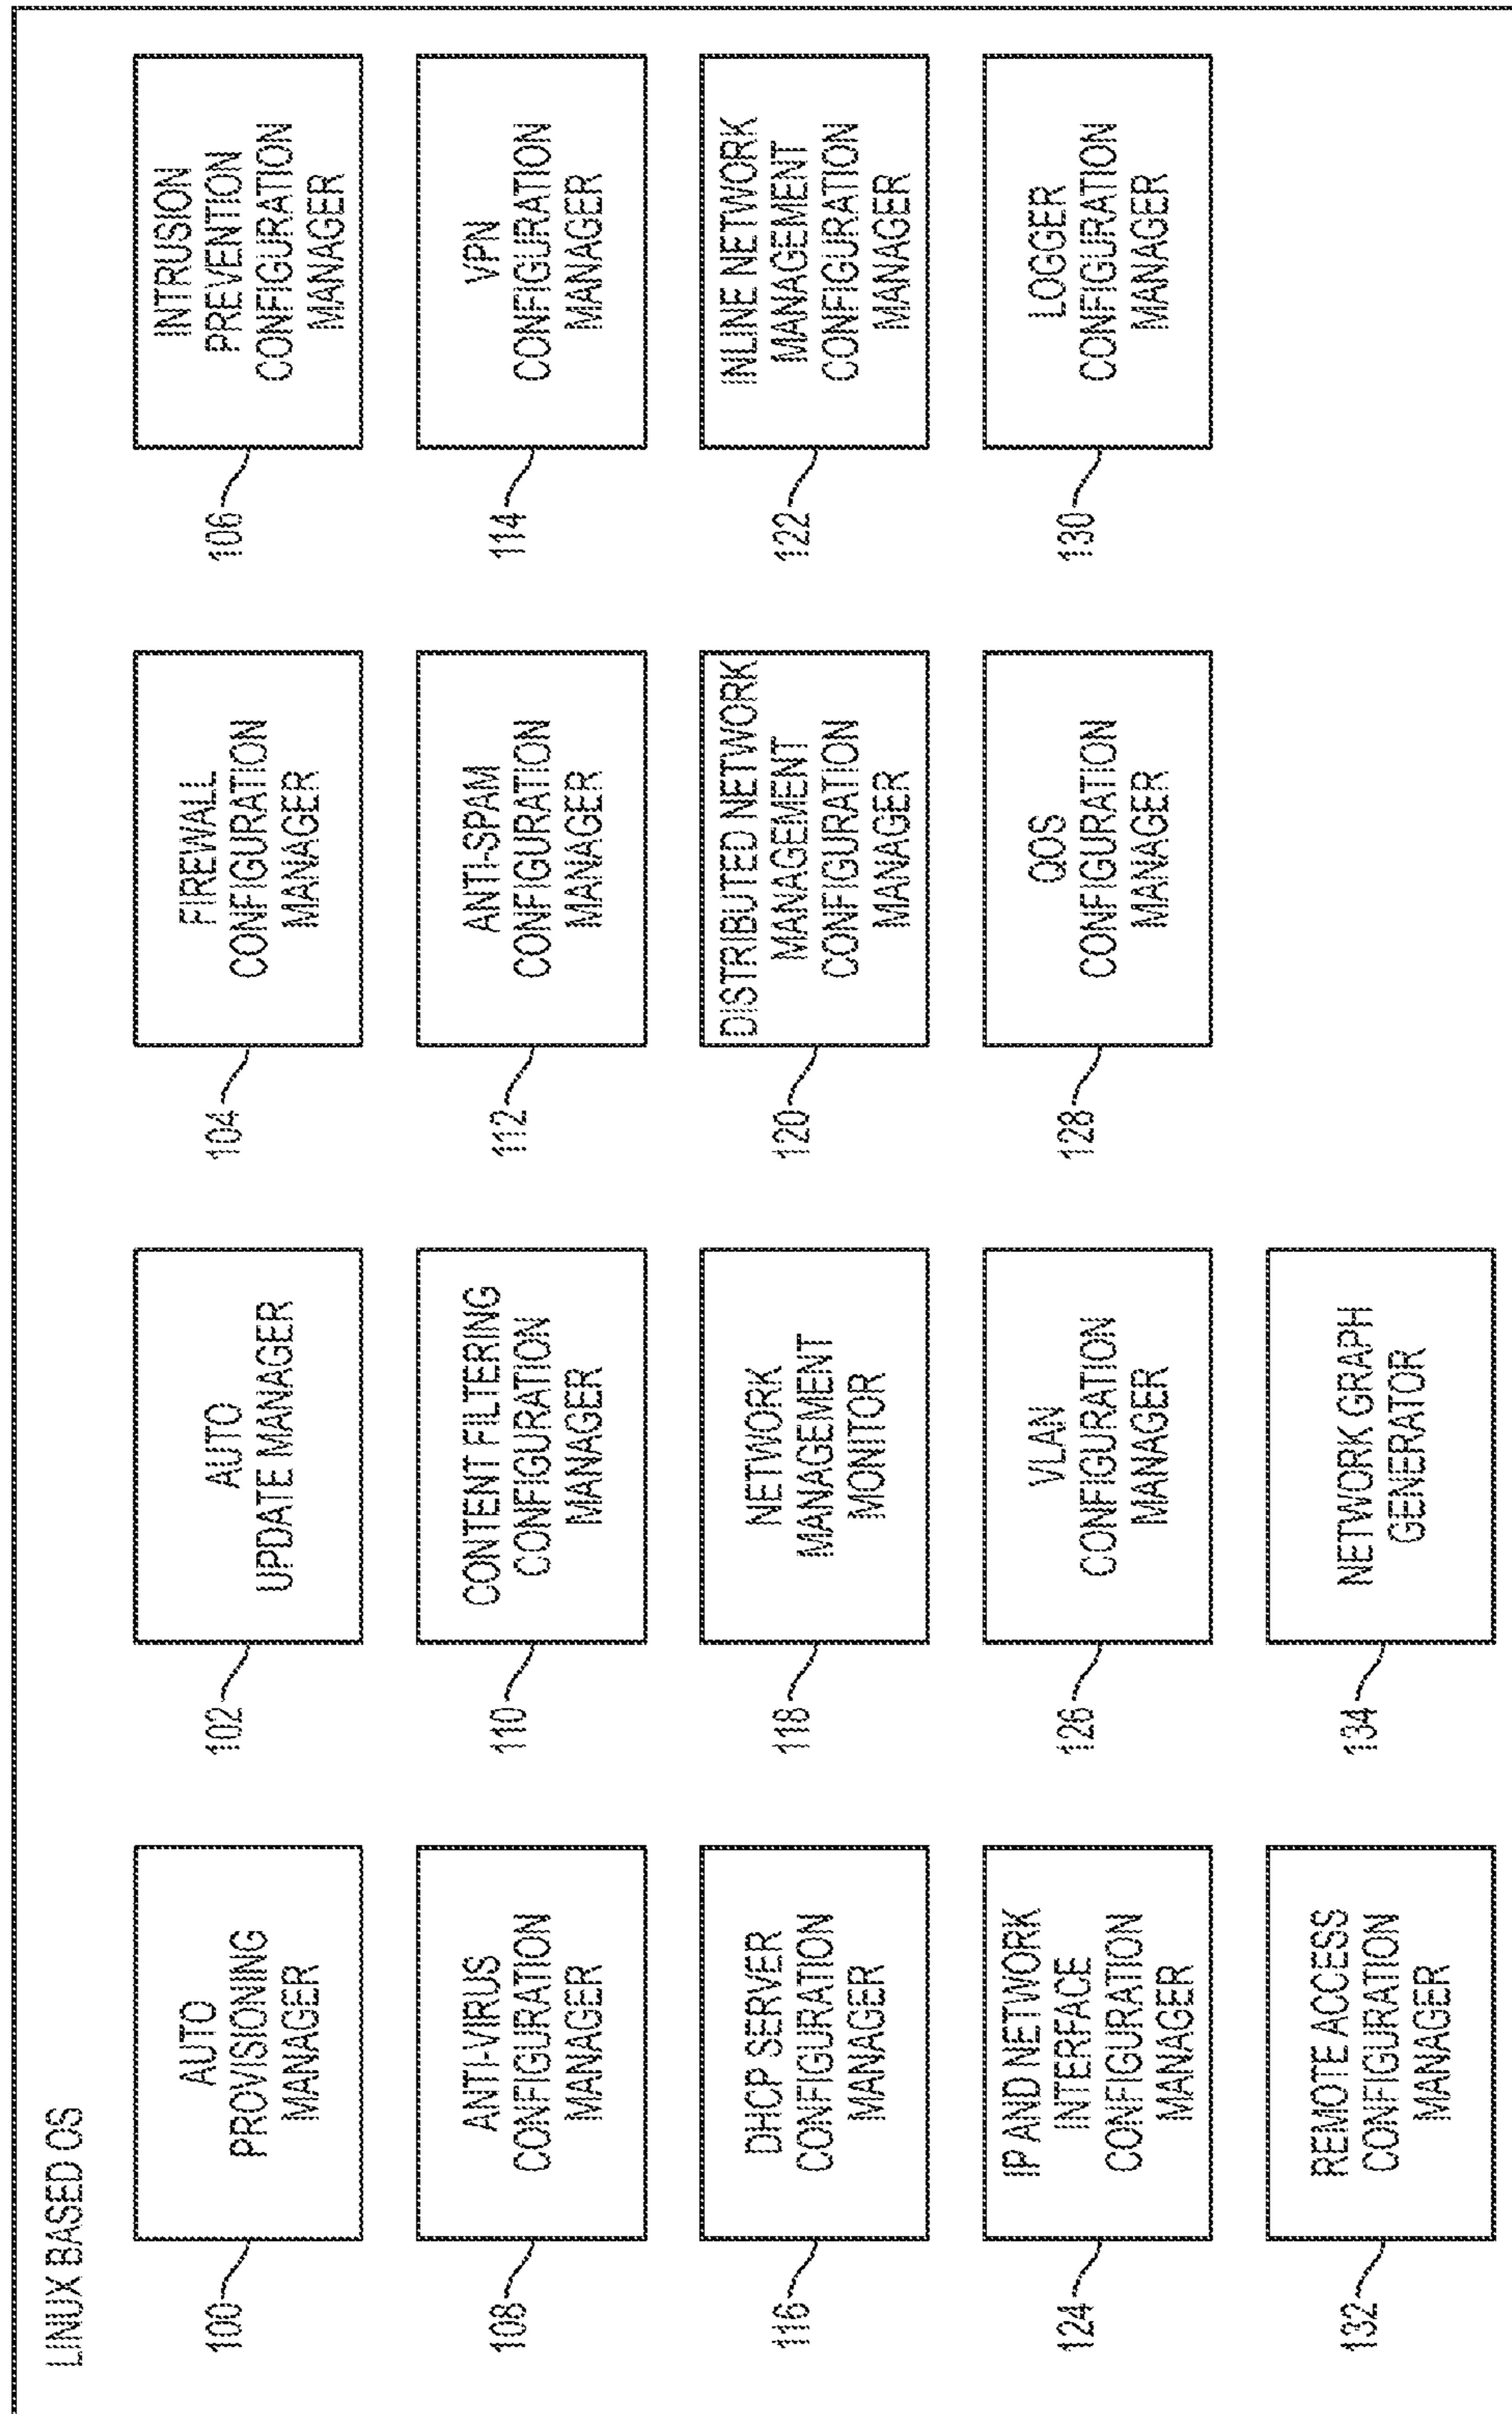 LINUX BASED OS
100
AUTO
PROVISIONING
MANAGER
102
AUTO
UPDATE MANAGER
104
FIREWALL
CONFIGURATION
MANAGER
106
INTRUSION
PREVENTION
CONFIGURATION
MANAGER
108
ANTI-VIRUS
CONFIGURATION
MANAGER
110
CONTENT FILTERING
CONFIGURATION
MANAGER
112
ANTI-SPAM
CONFIGURATION
MANAGER
114
VPN
CONFIGURATION
MANAGER
116
DHCP SERVER
CONFIGURATION
MANAGER
118
NETWORK
MANAGEMENT
MONITOR
120
DISTRIBUTED NETWORK
MANAGEMENT
CONFIGURATION
MANAGER
122
INLINE NETWORK
MANAGEMENT
CONFIGURATION
MANAGER
124
IP AND NETWORK
INTERFACE
CONFIGURATION
MANAGER
126
VLAN
CONFIGURATION
MANAGER
128
QOS
CONFIGURATION
MANAGER
130
LOGGER
CONFIGURATION
MANAGER
132
REMOTE ACCESS
CONFIGURATION
MANAGER
134
NETWORK GRAPH
GENERATOR